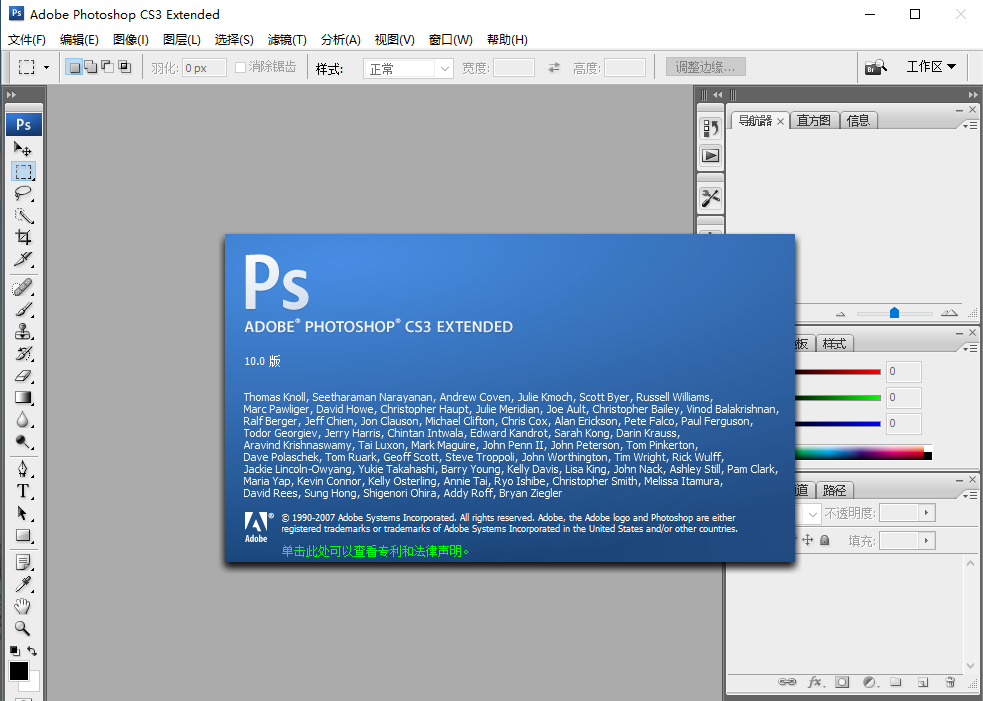 Ps Adobe Photoshop CS3 Extended
文件(F) 编辑(E) 图像(I) 图层(L) 选择(S) 滤镜(T) 分析(A) 视图(V) 窗口(W) 帮助(H)
羽化: 0 px 消除锯齿 样式: 正常 宽度: 高度: 调整边缘... Br 工作区
Ps
导航器 直方图 信息
Ps
ADOBE® PHOTOSHOP® CS3 EXTENDED
10.0 版
Thomas Knoll, Seetharaman Narayanan, Andrew Coven, Julie Kmoch, Scott Byer, Russell Williams,
Marc Pawliger, David Howe, Christopher Haupt, Julie Meridian, Joe Ault, Christopher Bailey, Vinod Balakrishnan,
Ralf Berger, Jeff Chien, Jon Clauson, Michael Clifton, Chris Cox, Alan Erickson, Pete Falco, Paul Ferguson,
Todor Georgiev, Jerry Harris, Chintan Intwala, Edward Kandrot, Sarah Kong, Darin Krauss,
Aravind Krishnaswamy, Tai Luxon, Mark Maguire, John Penn II, John Peterson, Tom Pinkerton,
Dave Polaschek, Tom Ruark, Geoff Scott, Steve Troppoli, John Worthington, Tim Wright, Rick Wulff,
Jackie Lincoln-Owyang, Yukie Takahashi, Barry Young, Kelly Davis, Lisa King, John Nack, Ashley Still, Pam Clark,
Maria Yap, Kevin Connor, Kelly Osterling, Annie Tai, Ryo Ishibe, Christopher Smith, Melissa Itamura,
David Rees, Sung Hong, Shigenori Ohira, Addy Roff, Bryan Ziegler
Adobe
© 1990-2007 Adobe Systems Incorporated. All rights reserved. Adobe, the Adobe logo and Photoshop are either
registered trademarks or trademarks of Adobe Systems Incorporated in the United States and/or other countries.
单击此处可以查看专利和法律声明。
板 样式
0
0
0
道 路径
不透明度:
填充:
T
fx